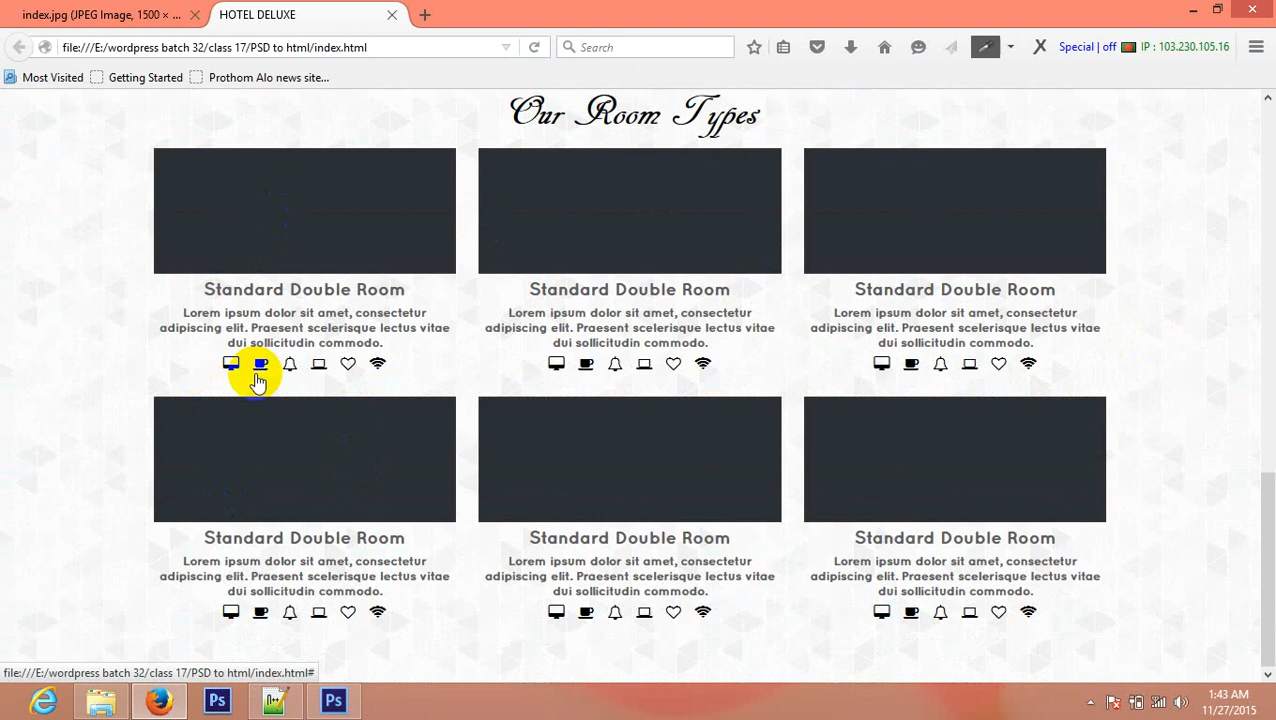 index.jpg (JPEG Image, 1500 × ...
HOTEL DELUXE
file:///E:/wordpress batch 32/class 17/PSD to html/index.html
Search
Special | off
IP : 103.230.105.16
Most Visited
Getting Started
Prothom Alo news site...
Our Room Types
Standard Double Room
Lorem ipsum dolor sit amet, consectetur
adipiscing elit. Praesent scelerisque lectus vitae
dui sollicitudin commodo.
Standard Double Room
Lorem ipsum dolor sit amet, consectetur
adipiscing elit. Praesent scelerisque lectus vitae
dui sollicitudin commodo.
Standard Double Room
Lorem ipsum dolor sit amet, consectetur
adipiscing elit. Praesent scelerisque lectus vitae
dui sollicitudin commodo.
Standard Double Room
Lorem ipsum dolor sit amet, consectetur
adipiscing elit. Praesent scelerisque lectus vitae
dui sollicitudin commodo.
Standard Double Room
Lorem ipsum dolor sit amet, consectetur
adipiscing elit. Praesent scelerisque lectus vitae
dui sollicitudin commodo.
Standard Double Room
Lorem ipsum dolor sit amet, consectetur
adipiscing elit. Praesent scelerisque lectus vitae
dui sollicitudin commodo.
file:///E:/wordpress batch 32/class 17/PSD to html/index.html#
Ps
Ps
1:43 AM
11/27/2015